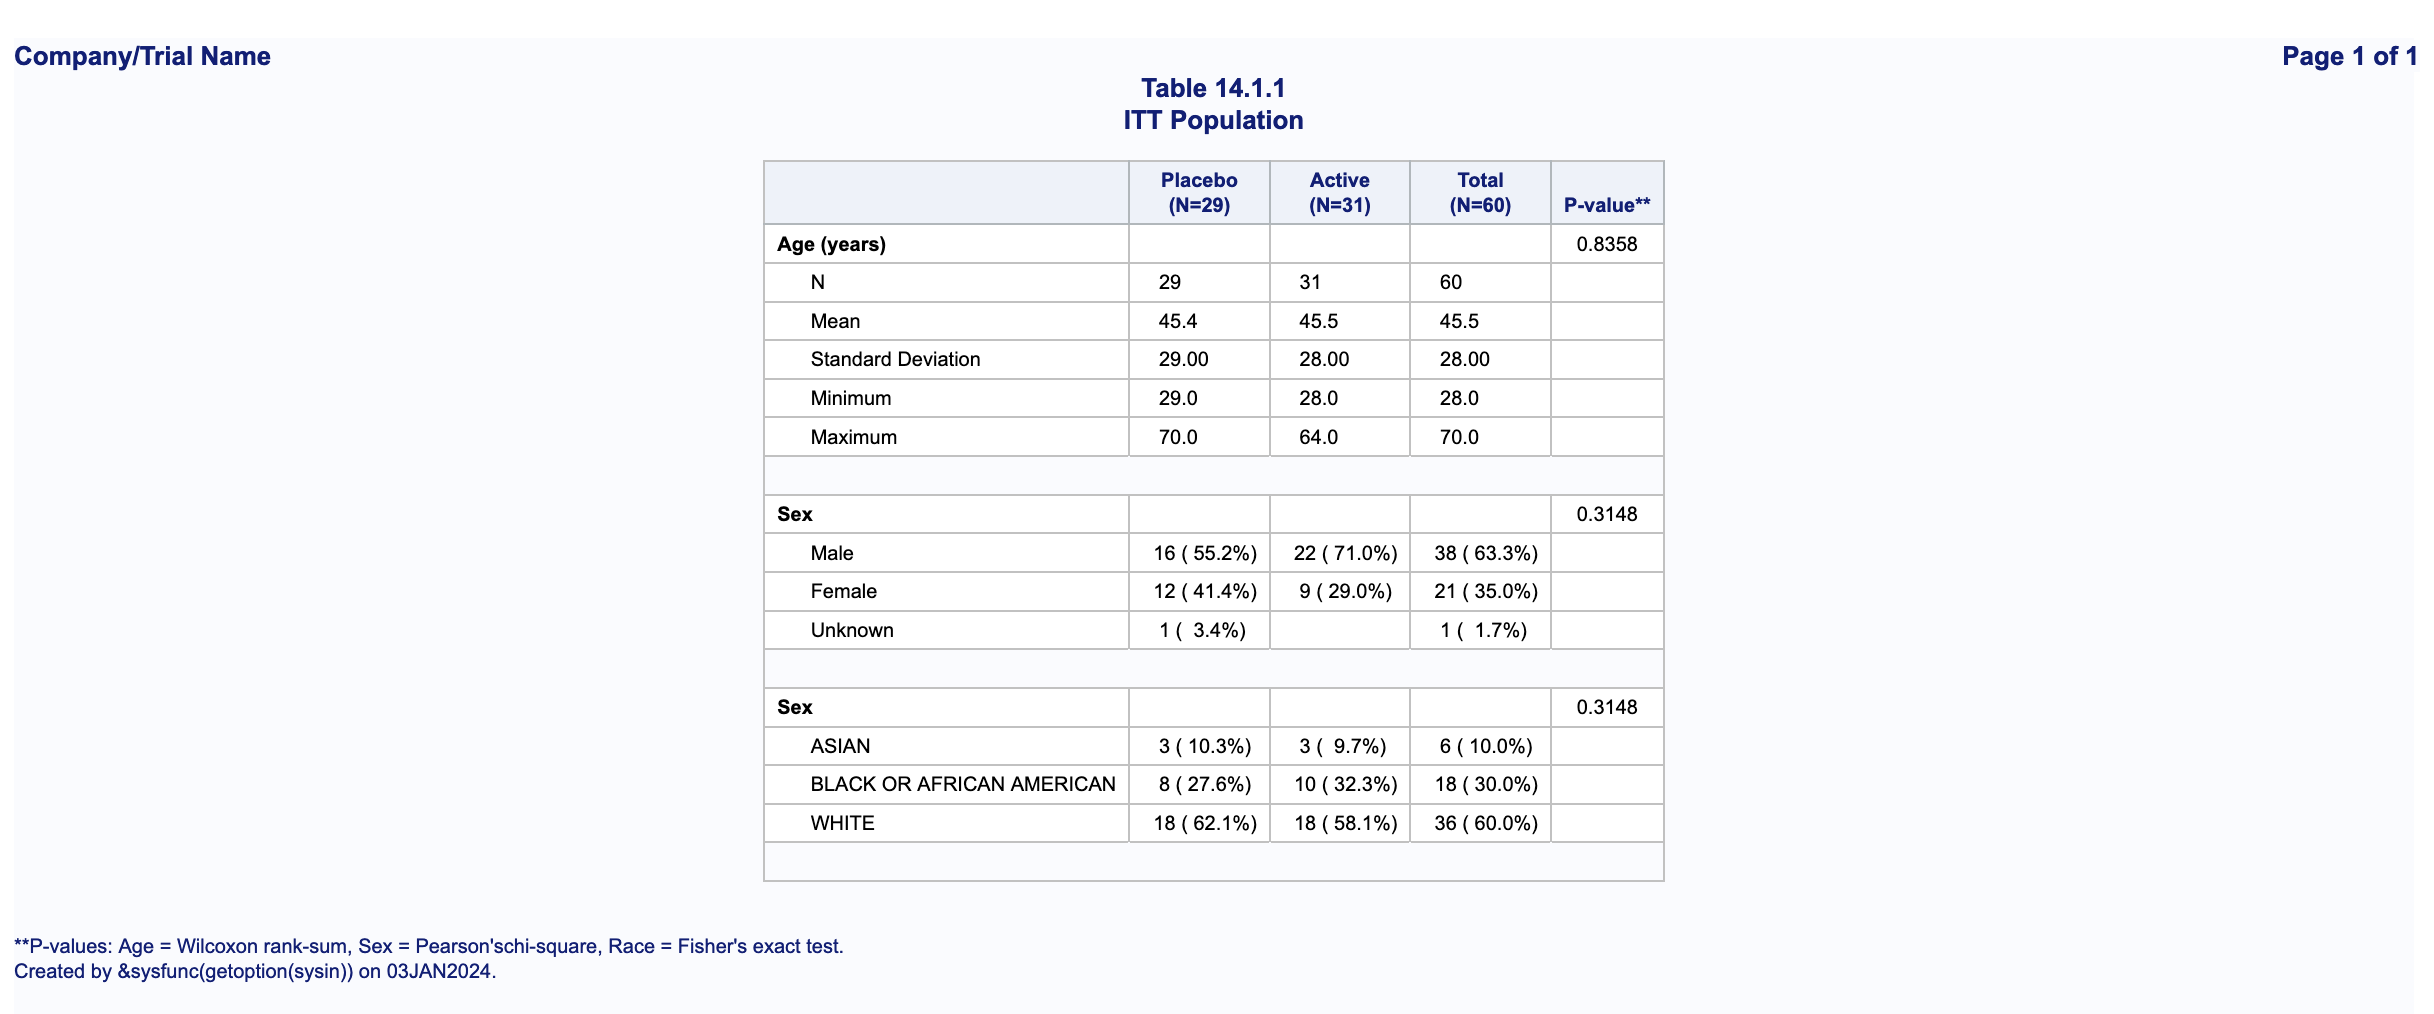 Company/Trial Name Page 1 of 1
Table 14.1.1
ITT Population
Placebo Active Total
(N=29) (N=31) (N=60) P-value**
Age (years) 0.8358
N 29 31 60
Mean 45.4 45.5 45.5
Standard Deviation 29.00 28.00 28.00
Minimum 29.0 28.0 28.0
Maximum 70.0 64.0 70.0
Sex 0.3148
Male 16 ( 55.2%) 22 ( 71.0%) 38 ( 63.3%)
Female 12 ( 41.4%) 9 ( 29.0%) 21 ( 35.0%)
Unknown 1 (  3.4%) 1 (  1.7%)
Sex 0.3148
ASIAN 3 ( 10.3%) 3 (  9.7%) 6 ( 10.0%)
BLACK OR AFRICAN AMERICAN 8 ( 27.6%) 10 ( 32.3%) 18 ( 30.0%)
WHITE 18 ( 62.1%) 18 ( 58.1%) 36 ( 60.0%)
**P-values: Age = Wilcoxon rank-sum, Sex = Pearson'schi-square, Race = Fisher's exact test.
Created by &sysfunc(getoption(sysin)) on 03JAN2024.